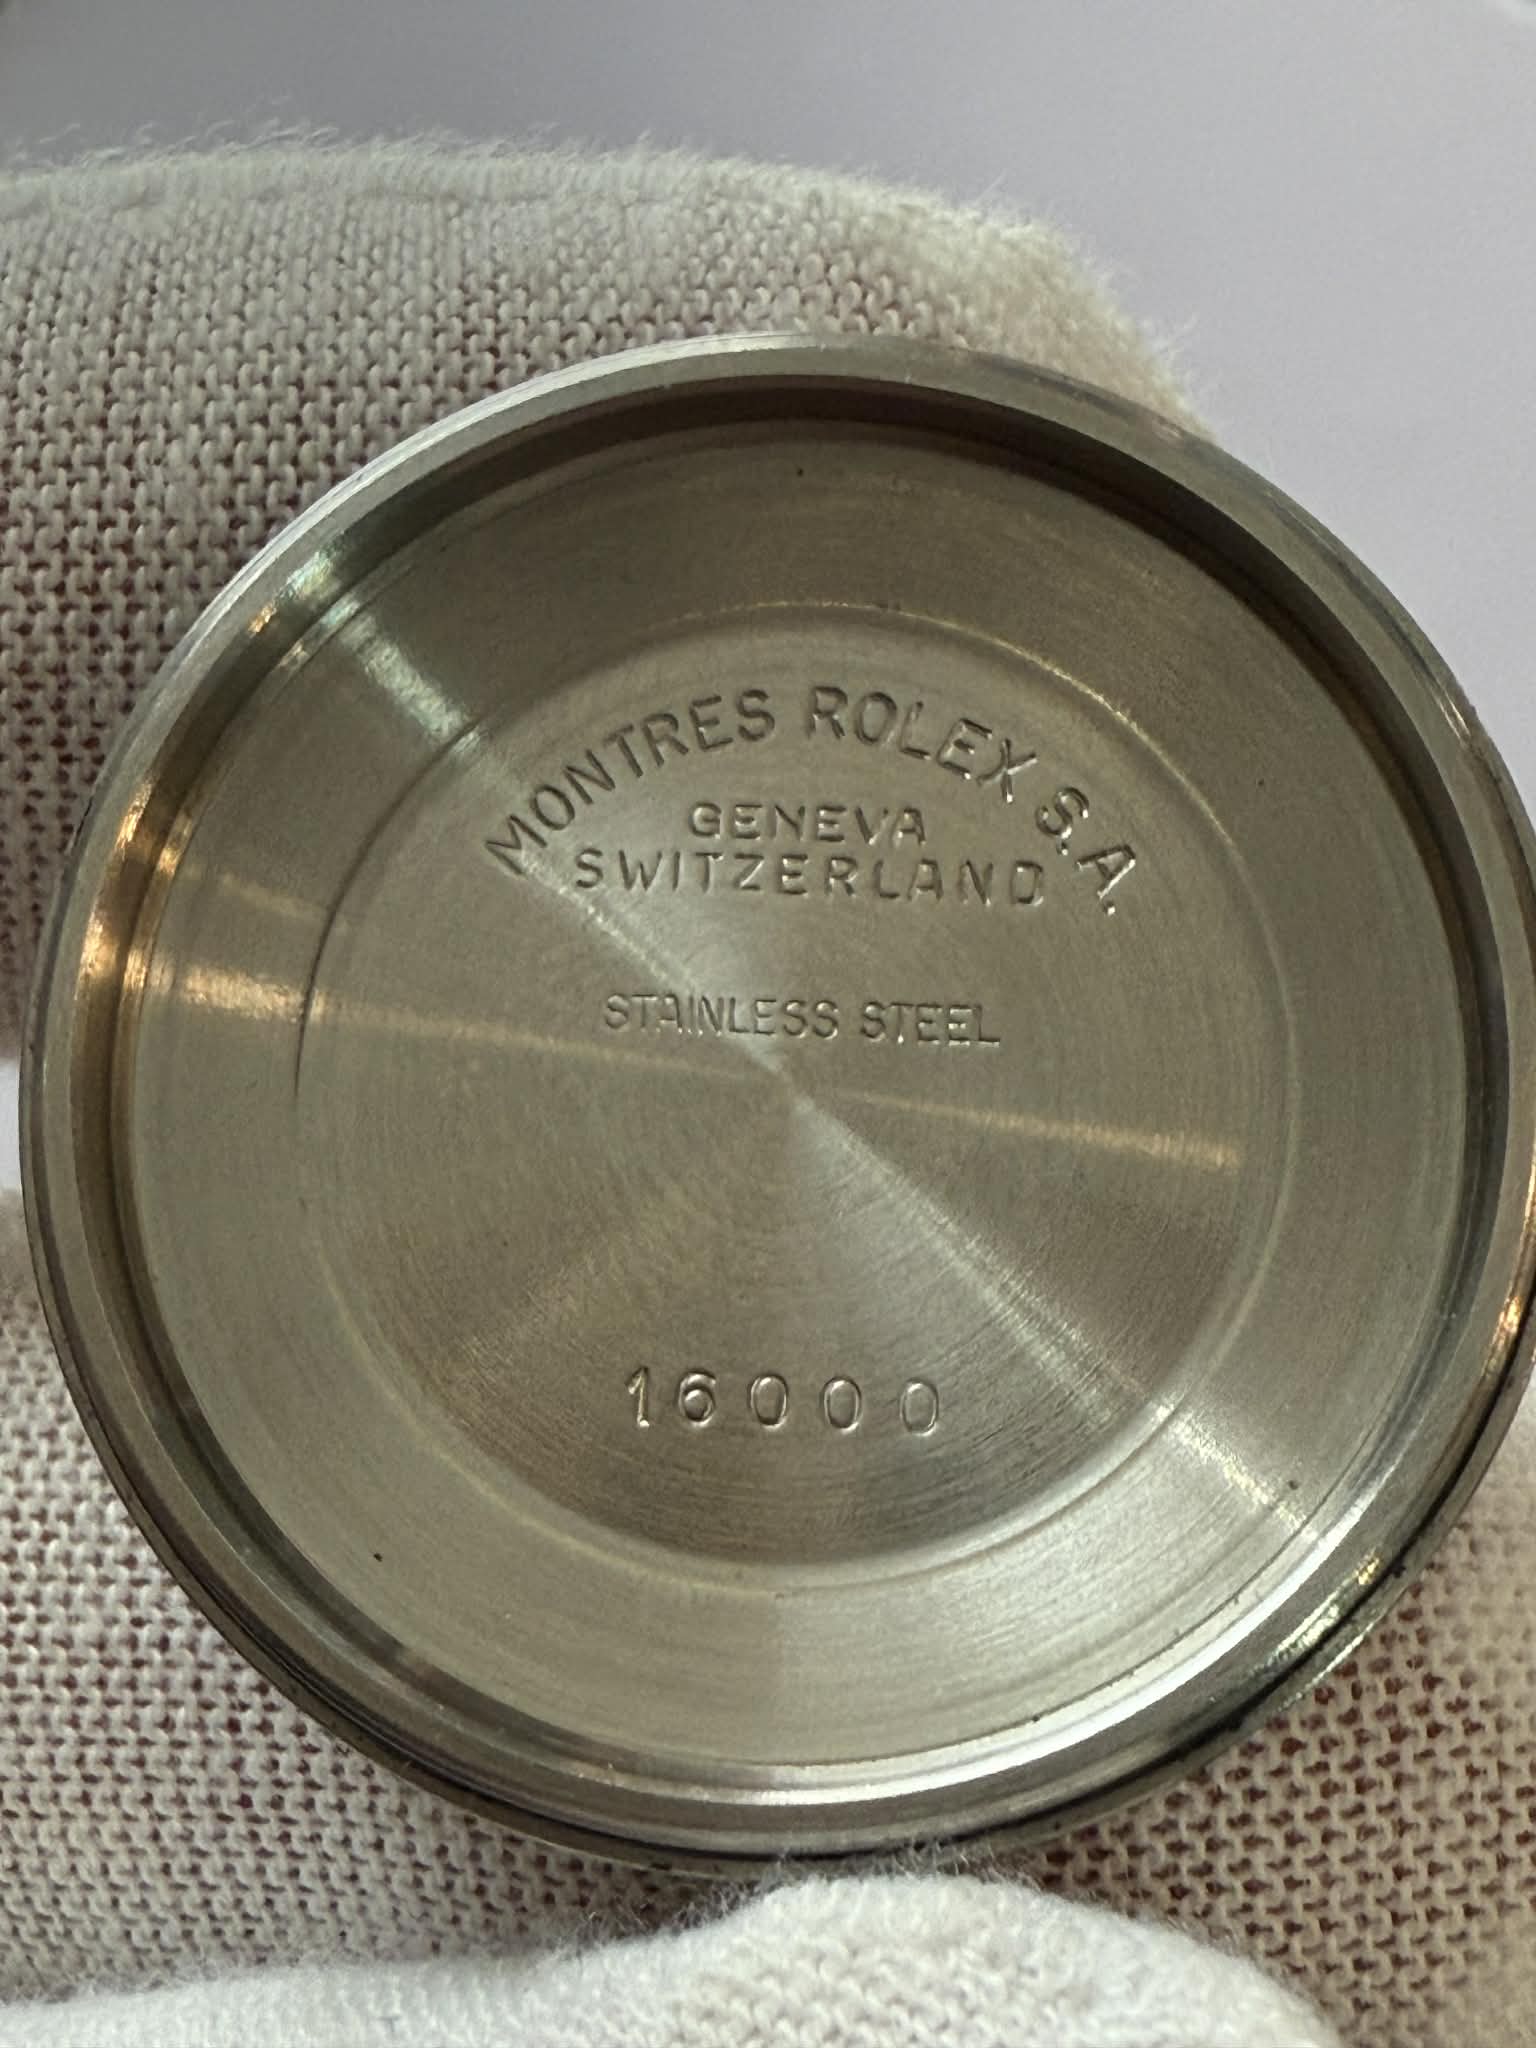 MONTRES ROLEX S.A.
GENEVA
SWITZERLAND
STAINLESS STEEL
16000